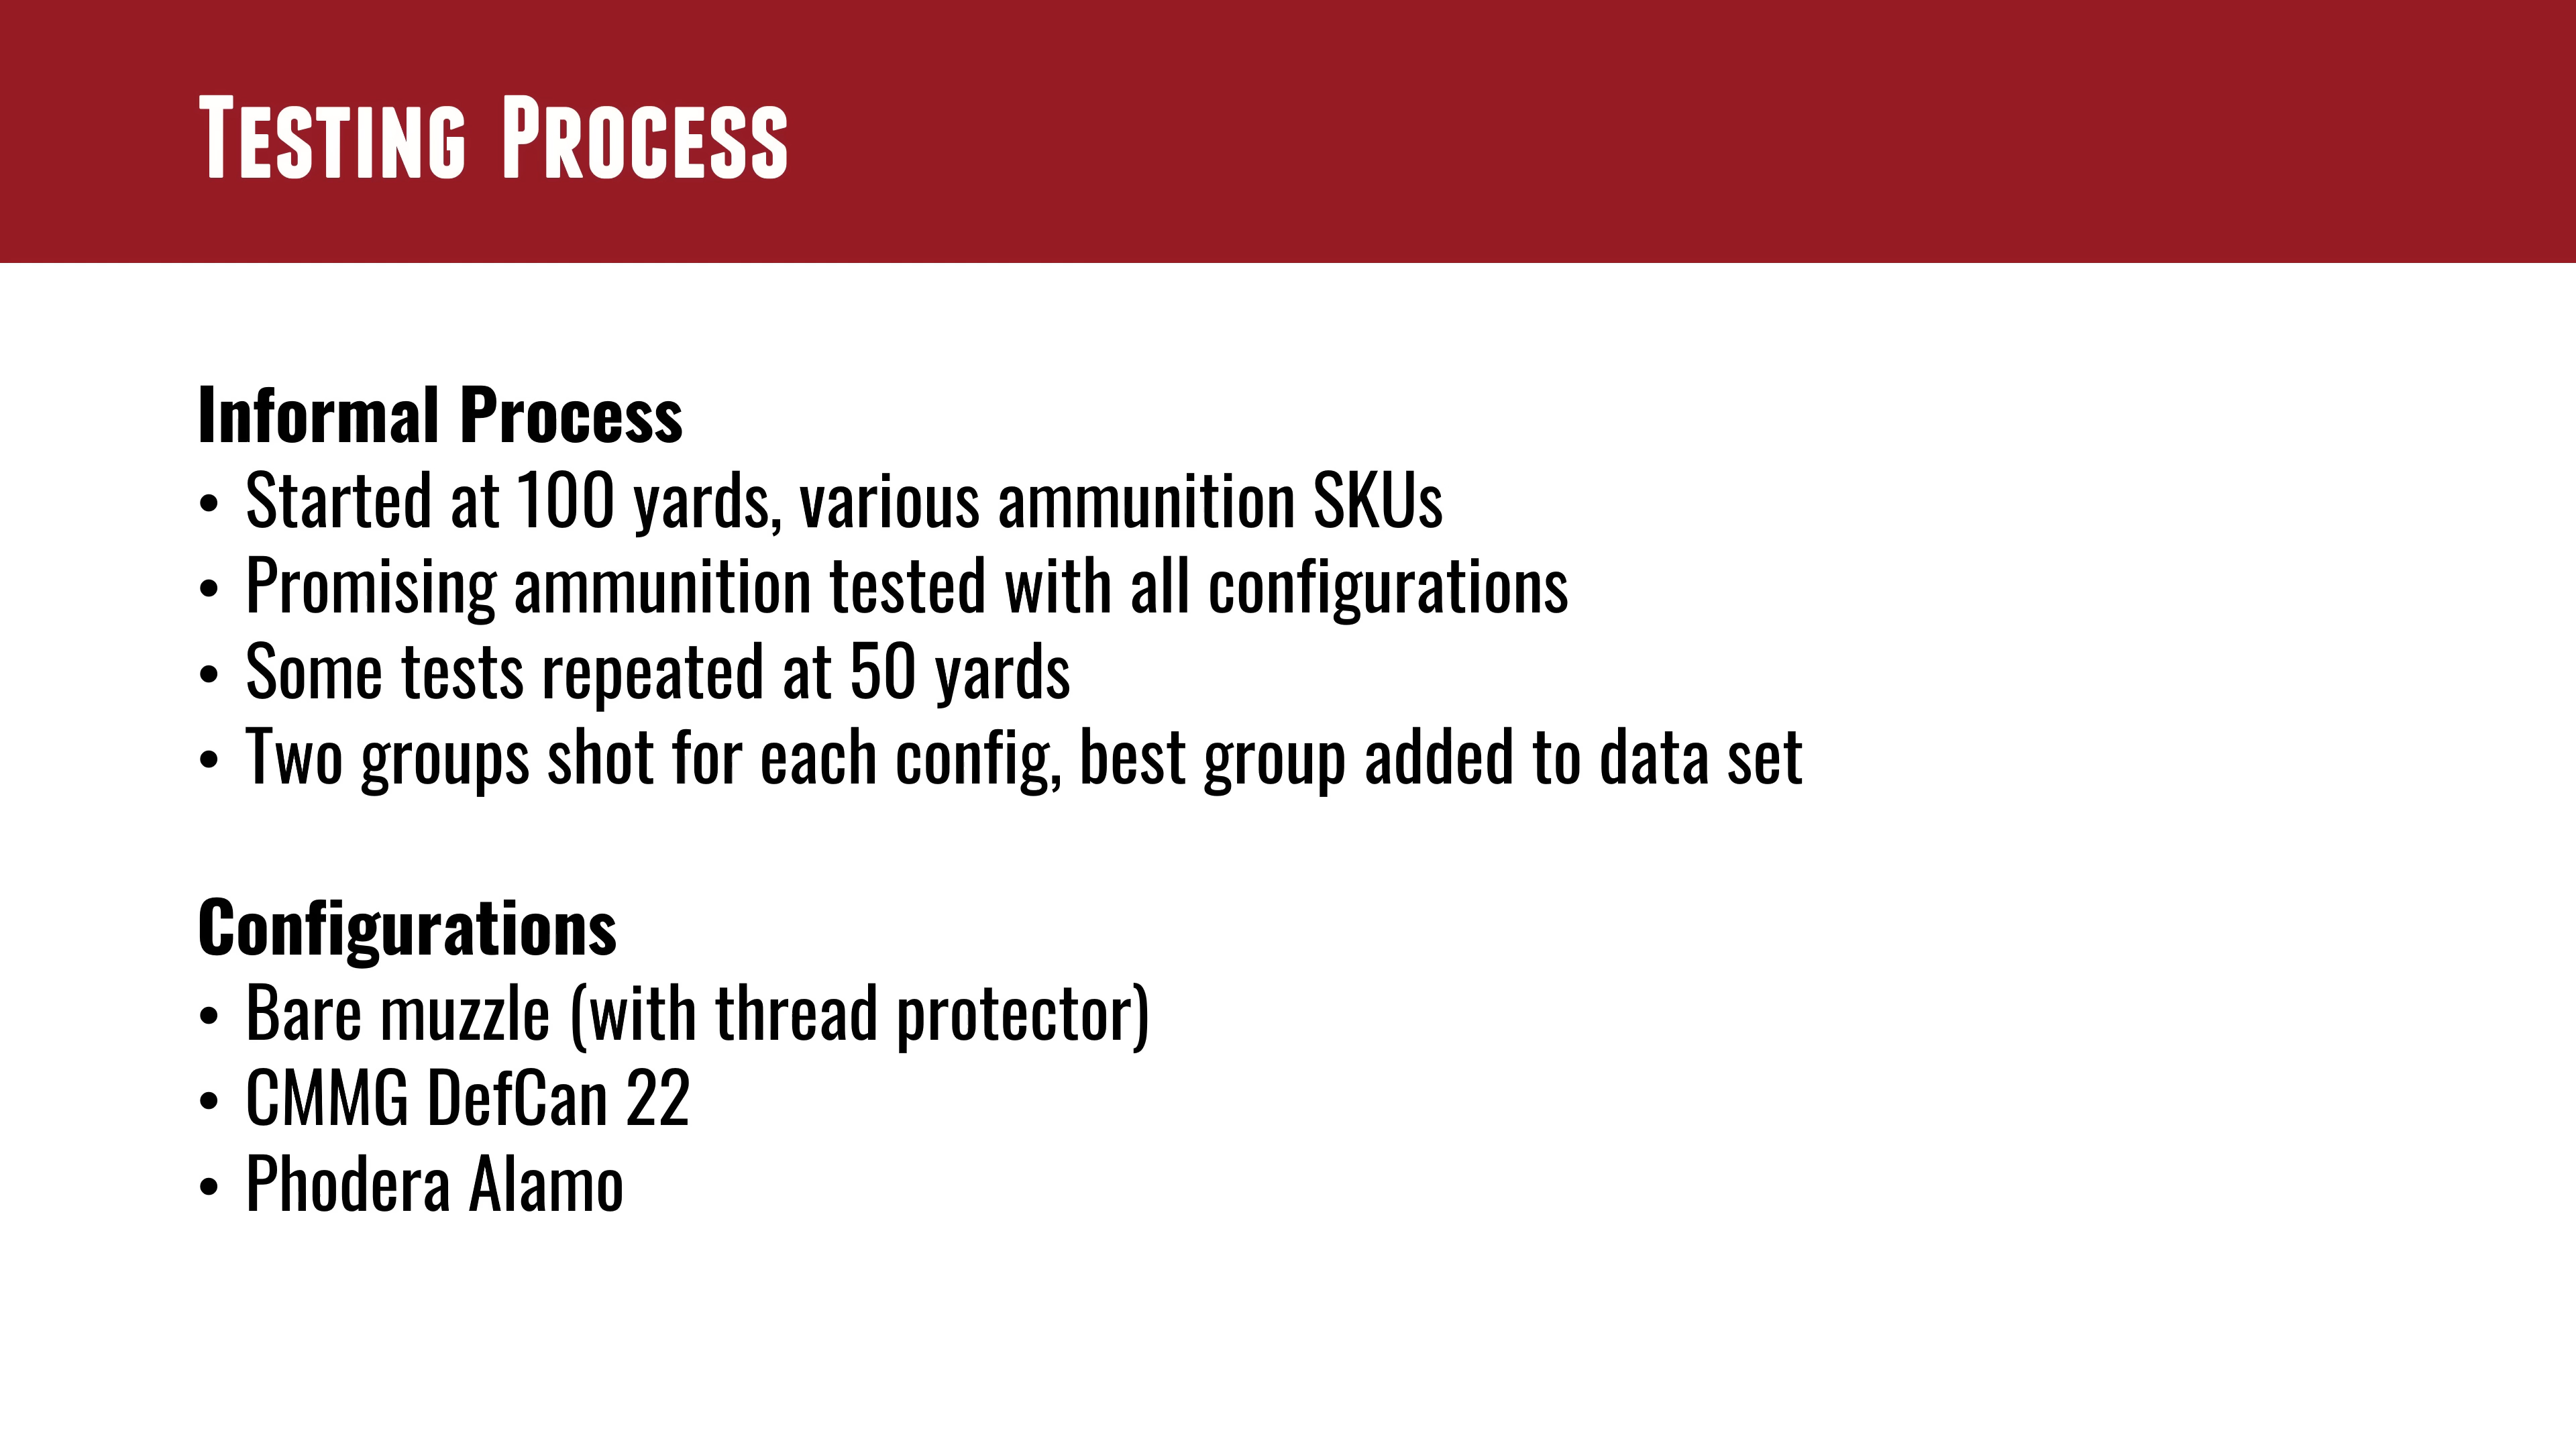 Testing Process
Informal Process
• Started at 100 yards, various ammunition SKUs
• Promising ammunition tested with all configurations
• Some tests repeated at 50 yards
• Two groups shot for each config, best group added to data set
Configurations
• Bare muzzle (with thread protector)
• CMMG DefCan 22
• Phodera Alamo